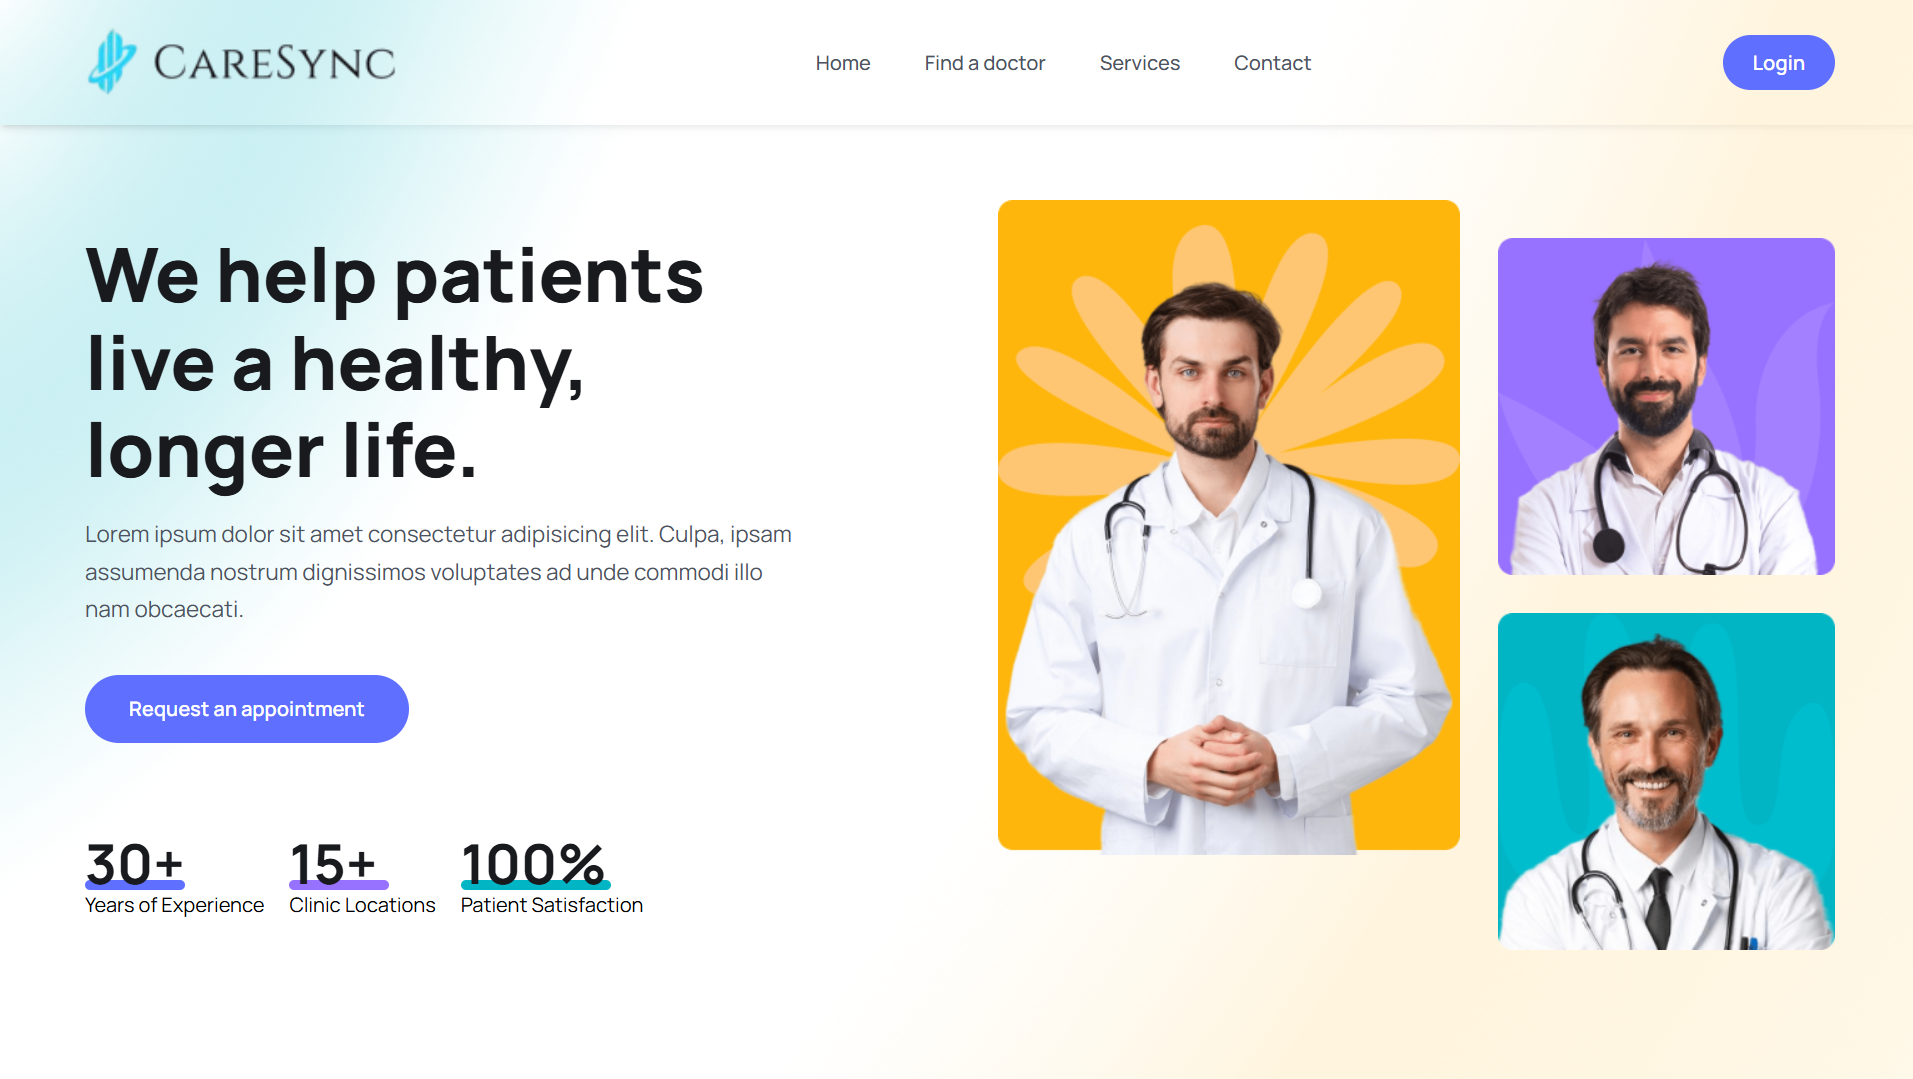 CARESYNC
Home
Find a doctor
Services
Contact
Login
We help patients
live a healthy,
longer life.
Lorem ipsum dolor sit amet consectetur adipisicing elit. Culpa, ipsam
assumenda nostrum dignissimos voluptates ad unde commodi illo
nam obcaecati.
Request an appointment
30+
Years of Experience
15+
Clinic Locations
100%
Patient Satisfaction